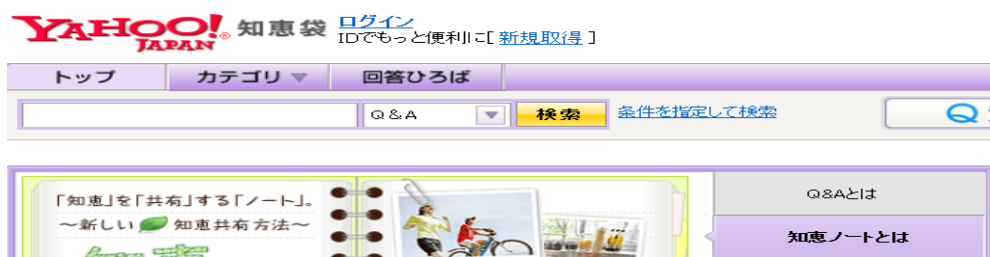 YAHOO! JAPAN 知恵袋 ログイン
IDでもっと便利に[ 新規取得 ]
トップ カテゴリ ▼ 回答ひろば
Q&A ▼ 検索 条件を指定して検索 Q
Q&Aとは
「知恵」を「共有」する「ノート」。
～新しい 知恵共有方法～
知恵ノートとは